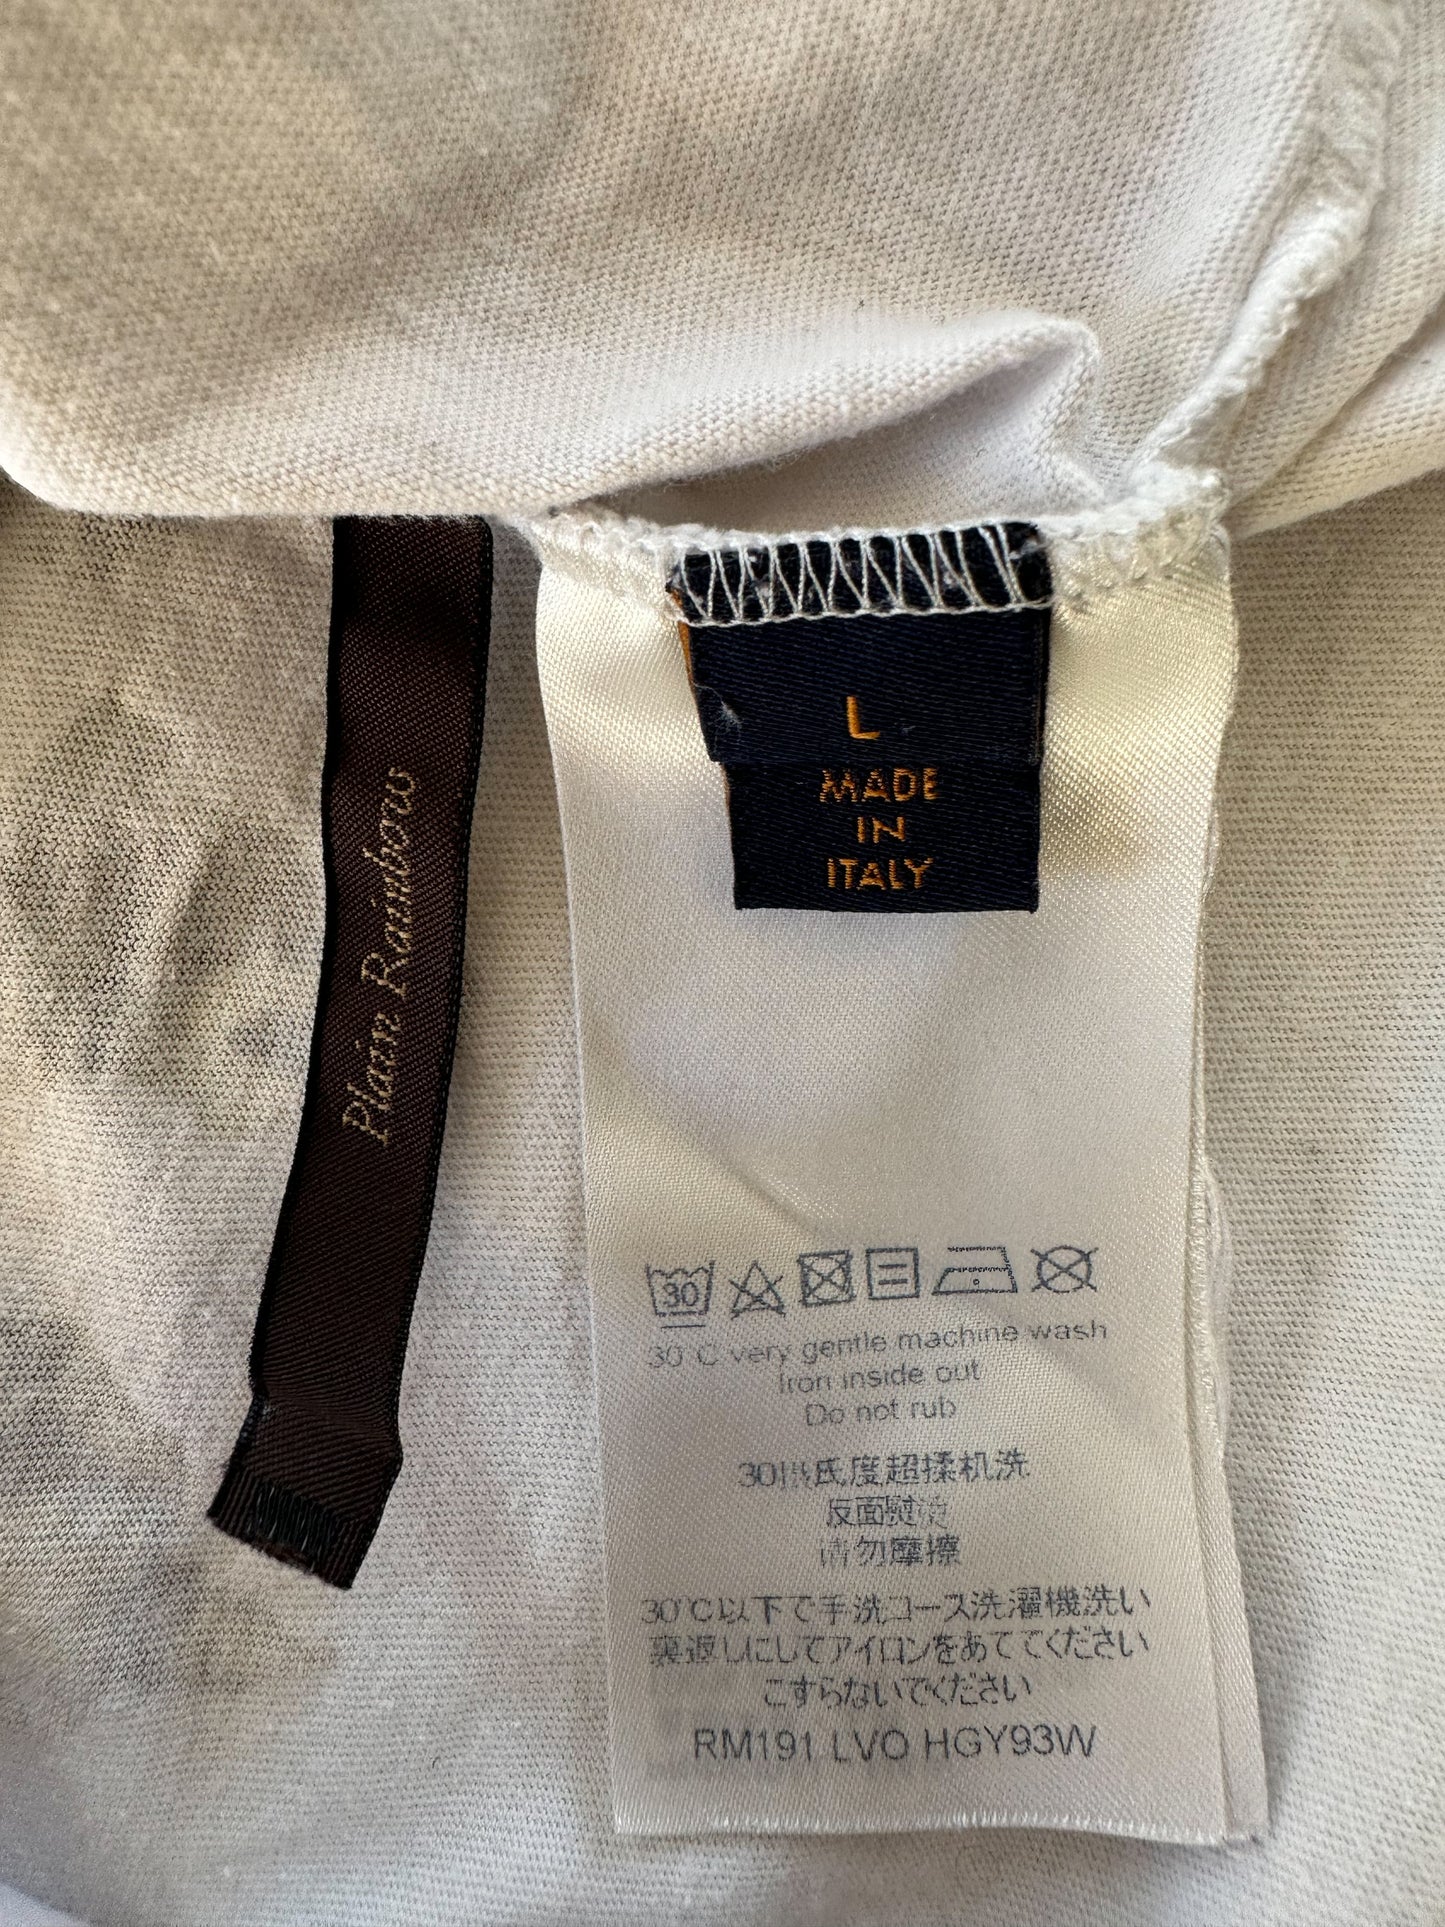 Plain Rainbow
L
MADE
IN
ITALY
30
30°C very gentle machine wash
Iron inside out
Do not rub
30摄氏度超揉机洗
反面熨烫
请勿摩擦
30°C以下で手洗コース洗濯機洗い
裏返しにしてアイロンをあててください
こすらないでください
RM191 LVO HGY93W